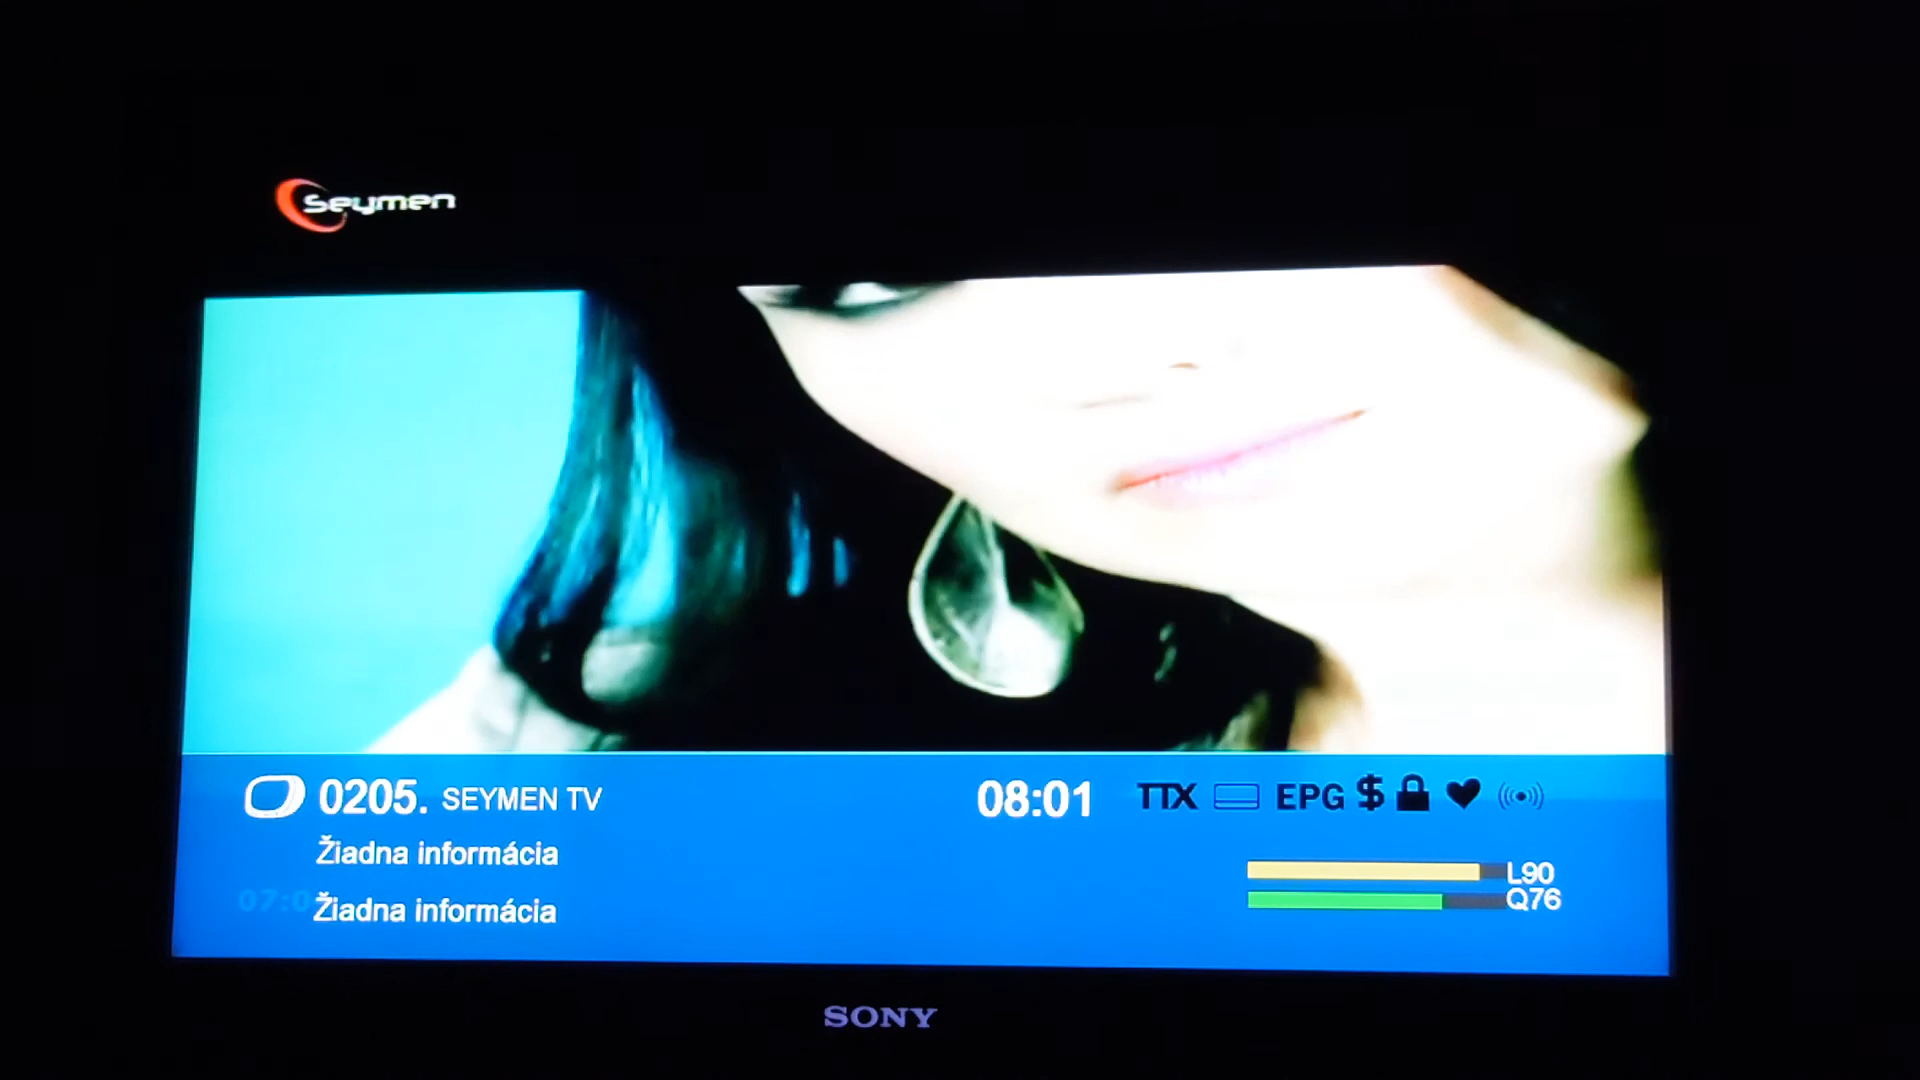 Seymen
0205. SEYMEN TV 08:01 TTX EPG $
Žiadna informácia
L90
Žiadna informácia
Q76
SONY